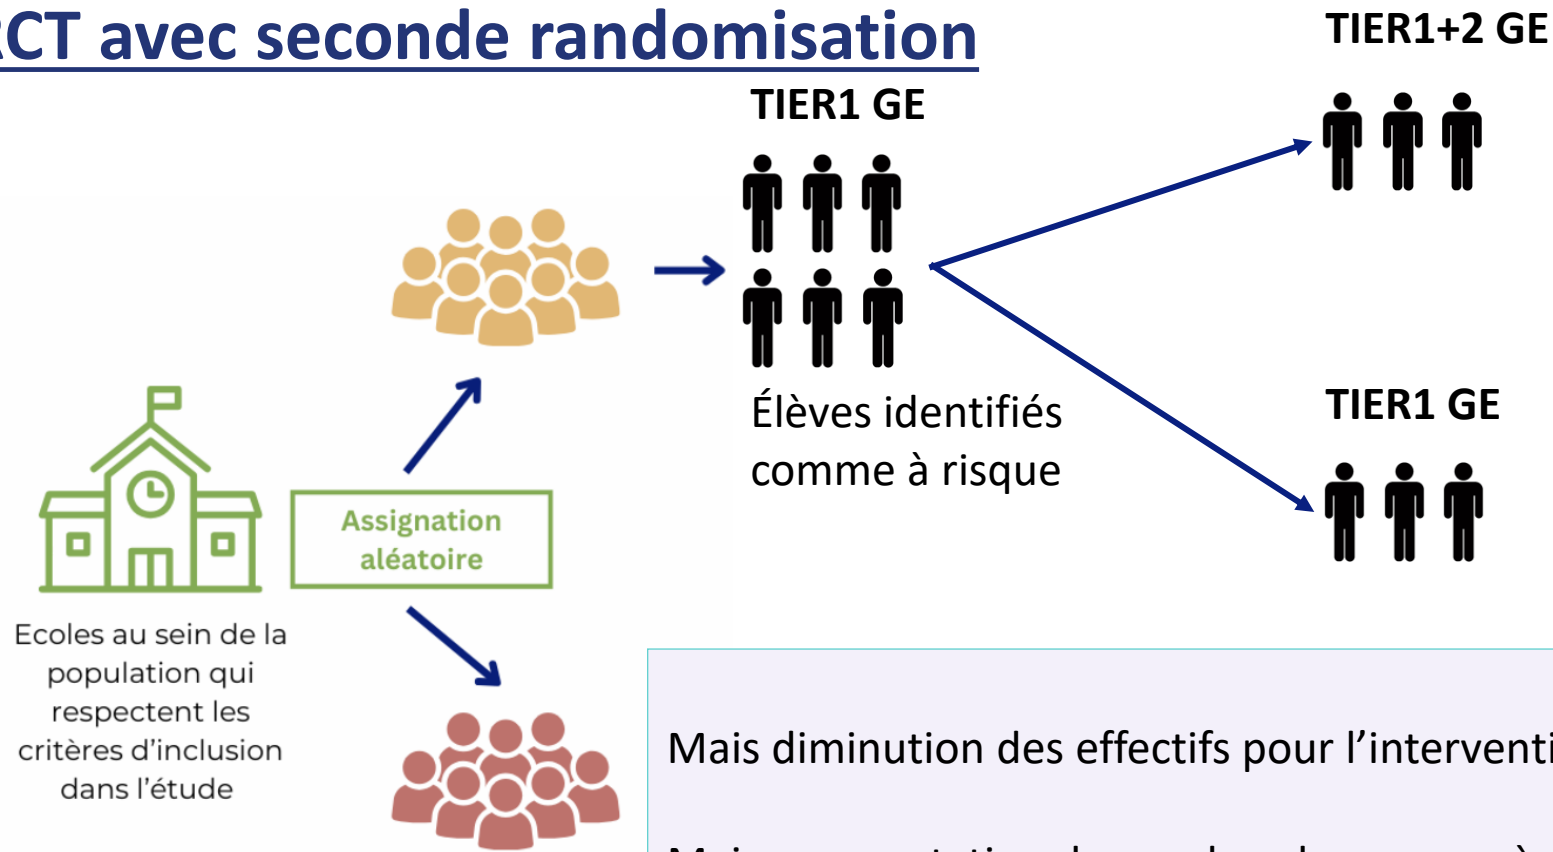 RCT avec seconde randomisation
TIER1+2 GE
TIER1 GE
Élèves identifiés
comme à risque
TIER1 GE
Assignation
aléatoire
Ecoles au sein de la
population qui
respectent les
critères d'inclusion
dans l'étude
Mais diminution des effectifs pour l'interventi